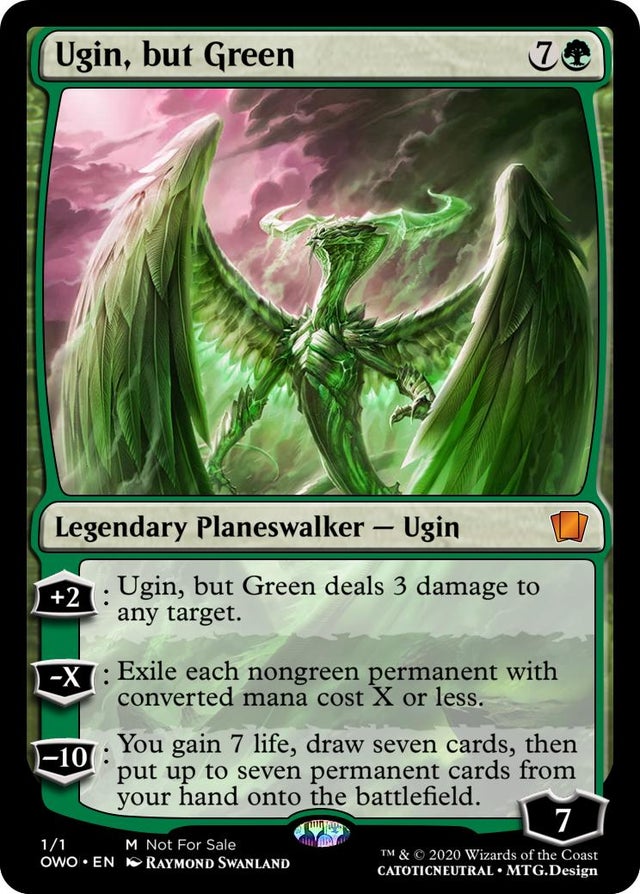 Ugin, but Green 7
Legendary Planeswalker — Ugin
+2 : Ugin, but Green deals 3 damage to
any target.
-X : Exile each nongreen permanent with
converted mana cost X or less.
-10 : You gain 7 life, draw seven cards, then
put up to seven permanent cards from
your hand onto the battlefield.
7
1/1 M Not For Sale
OWO • EN Raymond Swanland
™ & © 2020 Wizards of the Coast
CATOTICNEUTRAL • MTG.Design